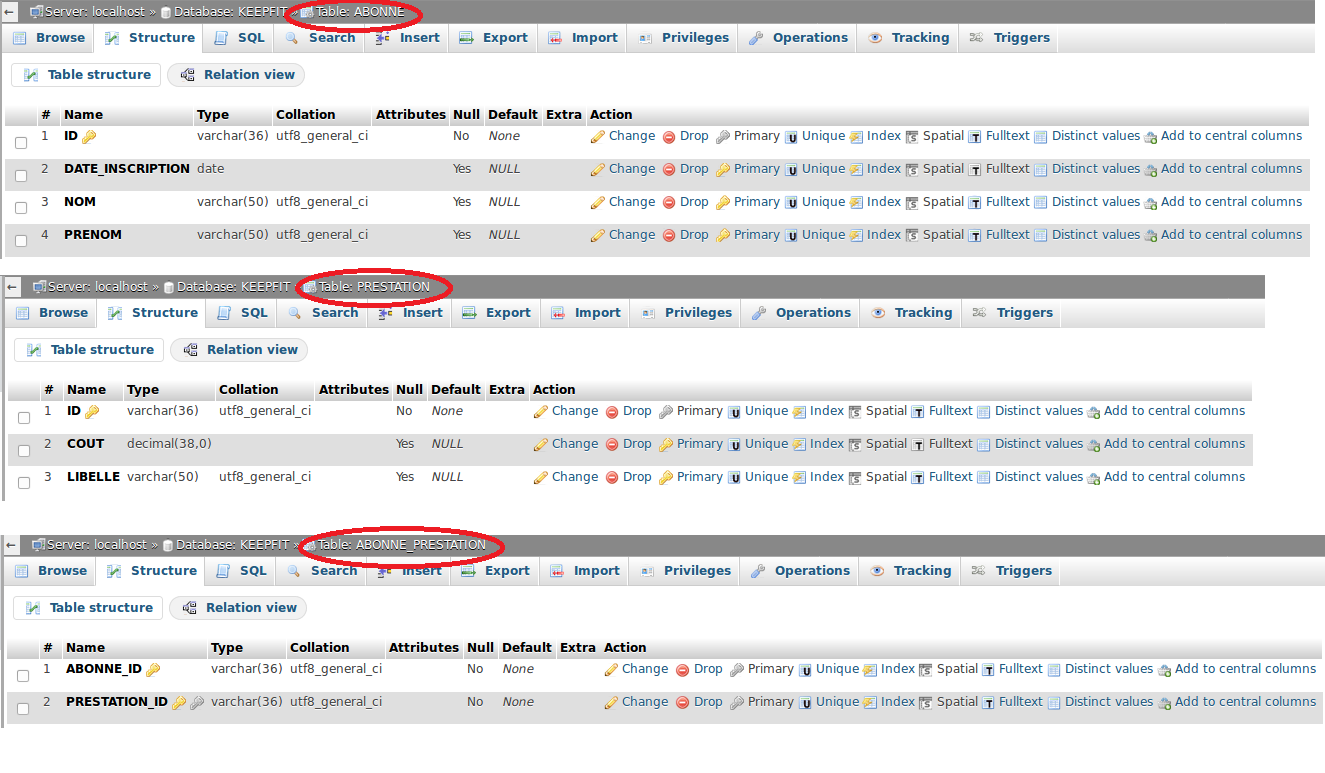 Server: localhost » Database: KEEPFIT » Table: ABONNE
Browse Structure SQL Search Insert Export Import Privileges Operations Tracking Triggers
Table structure Relation view
# Name Type Collation Attributes Null Default Extra Action
1 ID varchar(36) utf8_general_ci No None Change Drop Primary Unique Index Spatial Fulltext Distinct values Add to central columns
2 DATE_INSCRIPTION date Yes NULL Change Drop Primary Unique Index Spatial Fulltext Distinct values Add to central columns
3 NOM varchar(50) utf8_general_ci Yes NULL Change Drop Primary Unique Index Spatial Fulltext Distinct values Add to central columns
4 PRENOM varchar(50) utf8_general_ci Yes NULL Change Drop Primary Unique Index Spatial Fulltext Distinct values Add to central columns
Server: localhost » Database: KEEPFIT » Table: PRESTATION
Browse Structure SQL Search Insert Export Import Privileges Operations Tracking Triggers
Table structure Relation view
# Name Type Collation Attributes Null Default Extra Action
1 ID varchar(36) utf8_general_ci No None Change Drop Primary Unique Index Spatial Fulltext Distinct values Add to central columns
2 COUT decimal(38,0) Yes NULL Change Drop Primary Unique Index Spatial Fulltext Distinct values Add to central columns
3 LIBELLE varchar(50) utf8_general_ci Yes NULL Change Drop Primary Unique Index Spatial Fulltext Distinct values Add to central columns
Server: localhost » Database: KEEPFIT » Table: ABONNE_PRESTATION
Browse Structure SQL Search Insert Export Import Privileges Operations Tracking Triggers
Table structure Relation view
# Name Type Collation Attributes Null Default Extra Action
1 ABONNE_ID varchar(36) utf8_general_ci No None Change Drop Primary Unique Index Spatial Fulltext Distinct values Add to central columns
2 PRESTATION_ID varchar(36) utf8_general_ci No None Change Drop Primary Unique Index Spatial Fulltext Distinct values Add to central columns